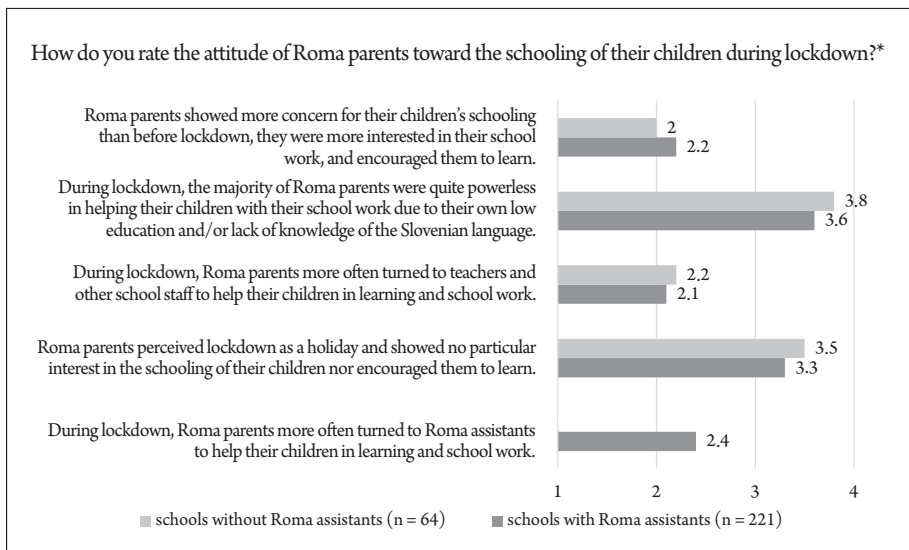 How do you rate the attitude of Roma parents toward the schooling of their children during lockdown?*
Roma parents showed more concern for their children's schooling
than before lockdown, they were more interested in their school
work, and encouraged them to learn.
2
2.2
During lockdown, the majority of Roma parents were quite powerless
in helping their children with their school work due to their own low
education and/or lack of knowledge of the Slovenian language.
3.8
3.6
During lockdown, Roma parents more often turned to teachers and
other school staff to help their children in learning and school work.
2.2
2.1
Roma parents perceived lockdown as a holiday and showed no particular
interest in the schooling of their children nor encouraged them to learn.
3.5
3.3
During lockdown, Roma parents more often turned to Roma assistants
to help their children in learning and school work.
2.4
1 2 3 4
schools without Roma assistants (n = 64) schools with Roma assistants (n = 221)